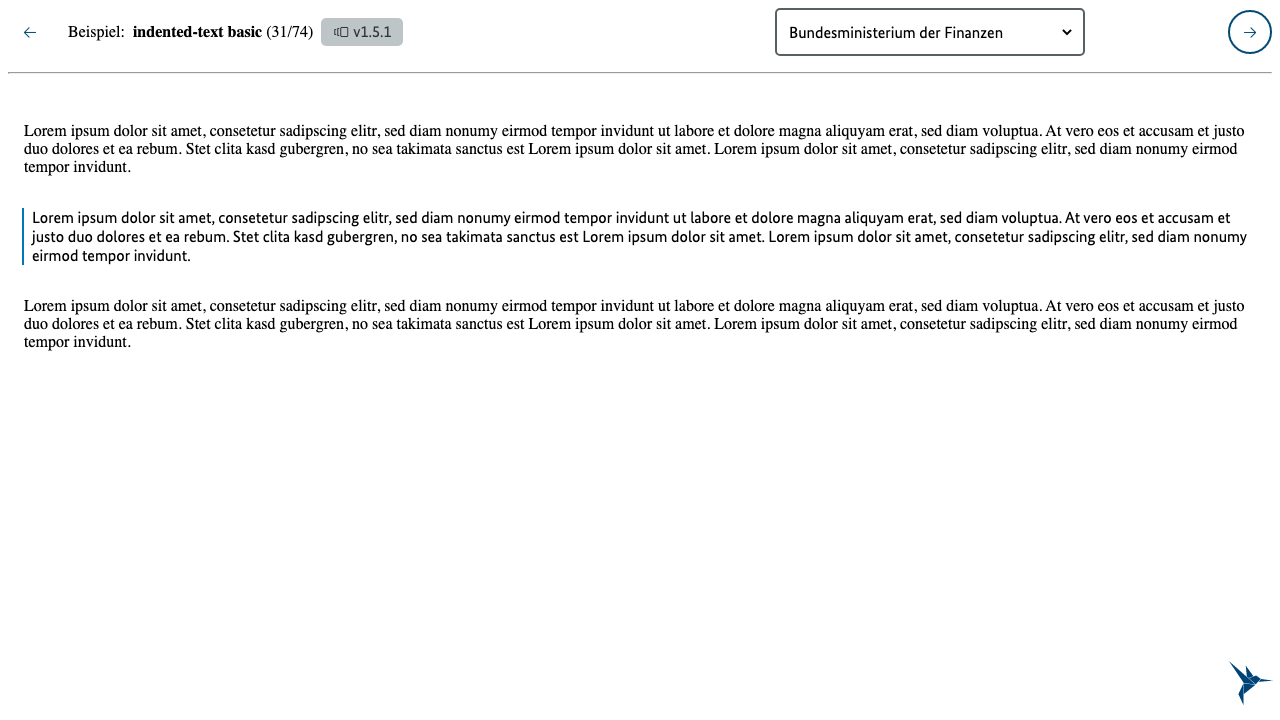 Beispiel: indented-text basic (31/74) v1.5.1 Bundesministerium der Finanzen
Lorem ipsum dolor sit amet, consetetur sadipscing elitr, sed diam nonumy eirmod tempor invidunt ut labore et dolore magna aliquyam erat, sed diam voluptua. At vero eos et accusam et justo
duo dolores et ea rebum. Stet clita kasd gubergren, no sea takimata sanctus est Lorem ipsum dolor sit amet. Lorem ipsum dolor sit amet, consetetur sadipscing elitr, sed diam nonumy eirmod
tempor invidunt.
Lorem ipsum dolor sit amet, consetetur sadipscing elitr, sed diam nonumy eirmod tempor invidunt ut labore et dolore magna aliquyam erat, sed diam voluptua. At vero eos et accusam et
justo duo dolores et ea rebum. Stet clita kasd gubergren, no sea takimata sanctus est Lorem ipsum dolor sit amet. Lorem ipsum dolor sit amet, consetetur sadipscing elitr, sed diam nonumy
eirmod tempor invidunt.
Lorem ipsum dolor sit amet, consetetur sadipscing elitr, sed diam nonumy eirmod tempor invidunt ut labore et dolore magna aliquyam erat, sed diam voluptua. At vero eos et accusam et justo
duo dolores et ea rebum. Stet clita kasd gubergren, no sea takimata sanctus est Lorem ipsum dolor sit amet. Lorem ipsum dolor sit amet, consetetur sadipscing elitr, sed diam nonumy eirmod
tempor invidunt.